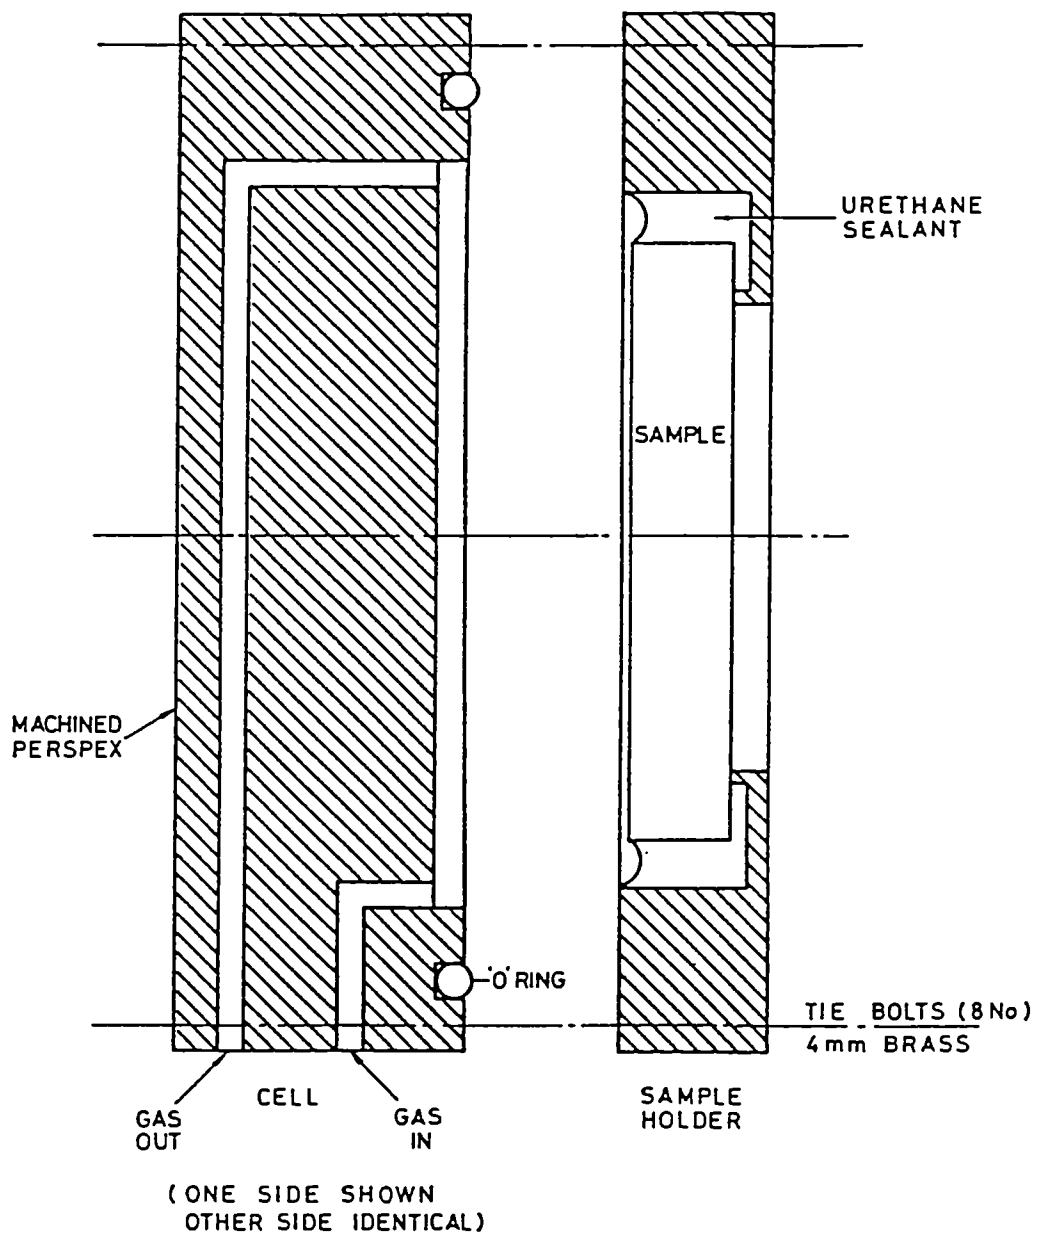 URETHANE
SEALANT
SAMPLE
MACHINED
PERSPEX
'O' RING
TIE BOLTS (8 No)
4mm BRASS
CELL
SAMPLE
HOLDER
GAS
OUT
GAS
IN
(ONE SIDE SHOWN
OTHER SIDE IDENTICAL)